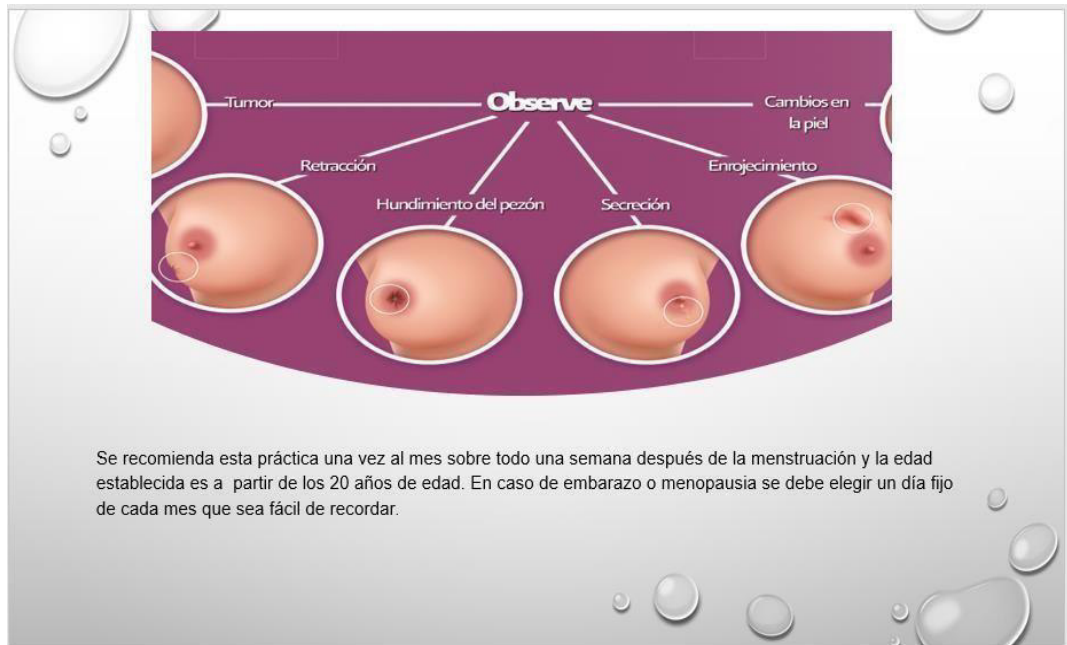 Tumor
Observe
Cambios en
la piel
Retracción
Enrojecimiento
Hundimiento del pezón
Secreción
Se recomienda esta práctica una vez al mes sobre todo una semana después de la menstruación y la edad
establecida es a partir de los 20 años de edad. En caso de embarazo o menopausia se debe elegir un día fijo
de cada mes que sea fácil de recordar.